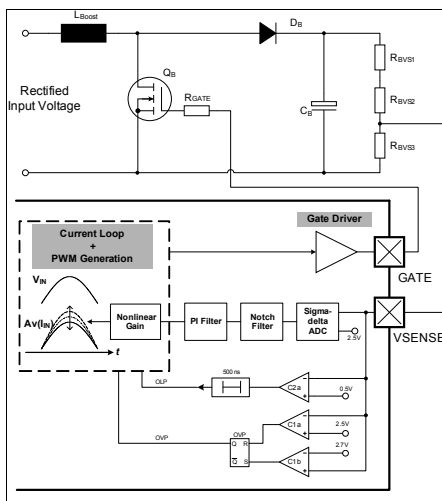 LBoost
DB
RBVS1
Rectified
Input Voltage
QB
RGATE
CB
RBVS2
RBVS3
Current Loop
+
PWM Generation
Gate Driver
GATE
VIN
Av(IIN)
t
Nonlinear
Gain
PI Filter
Notch
Filter
Sigma-
delta
ADC
2.5V
VSENSE
500 ns
OLP
C2a
0.5V
OVP
OVP
Q R
Q S
C1a
2.5V
2.7V
C1b